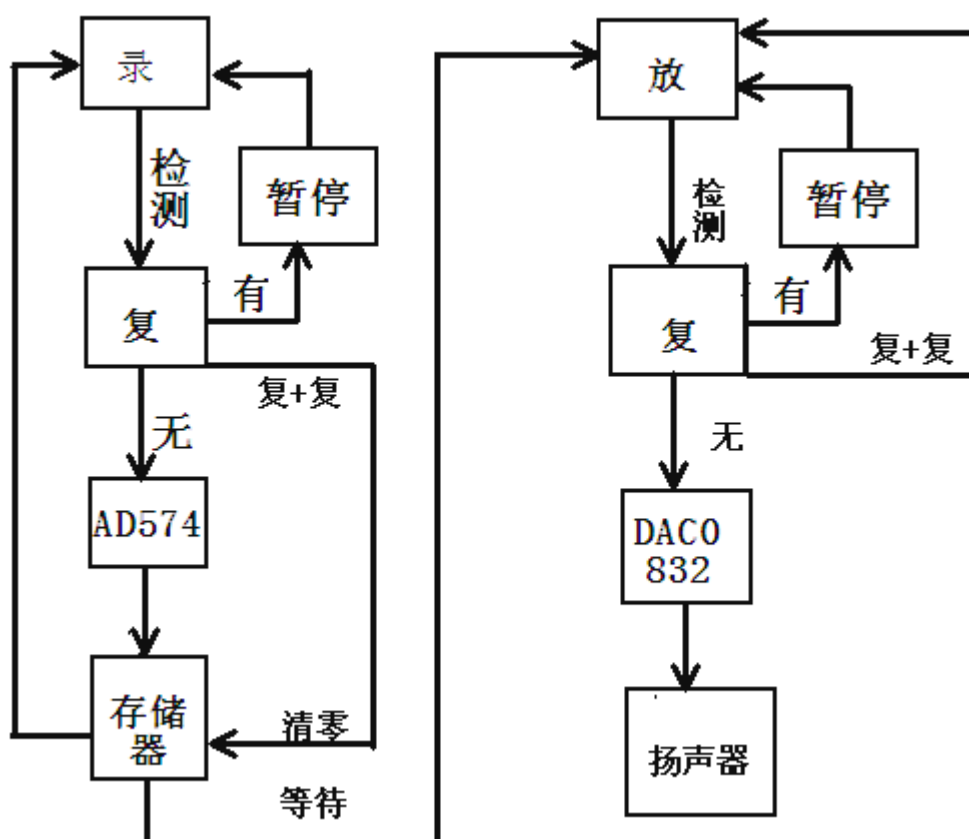 录
检
测
暂停
复
有
复+复
无
AD574
存储
器
清零
等待
放
检
测
暂停
复
有
复+复
无
DACO
832
扬声器